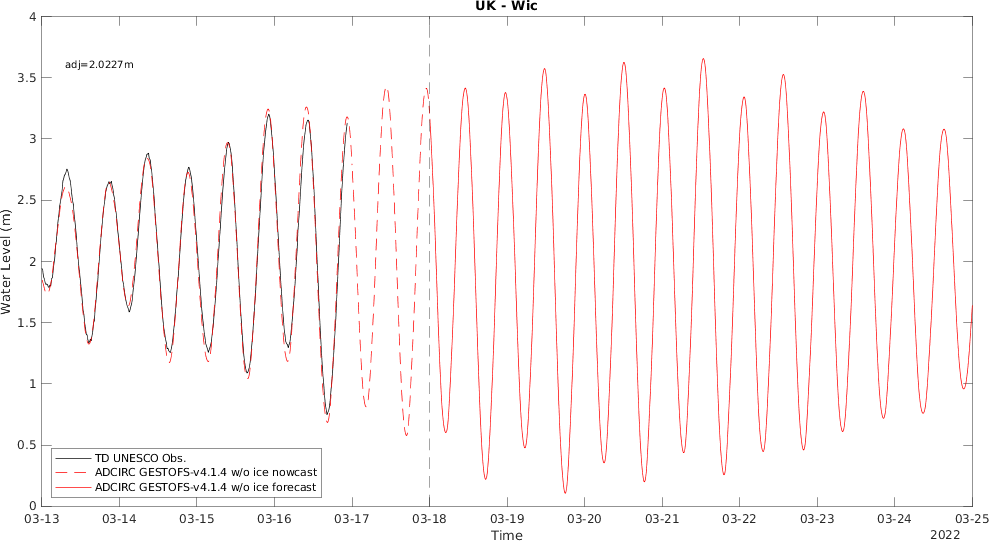 UK - Wic
adj=2.0227m
Water Level (m)
4
3.5
3
2.5
2
1.5
1
0.5
0
TD UNESCO Obs.
ADCIRC GESTOFS-v4.1.4 w/o ice nowcast
ADCIRC GESTOFS-v4.1.4 w/o ice forecast
03-13 03-14 03-15 03-16 03-17 03-18 03-19 03-20 03-21 03-22 03-23 03-24 03-25
Time
2022